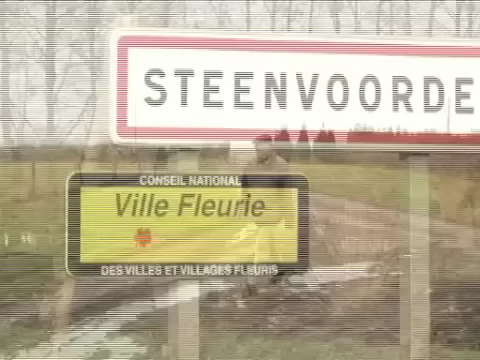 STEENVOORDE
CONSEIL NATIONAL
Ville Fleurie
DES VILLES ET VILLAGES FLEURIS